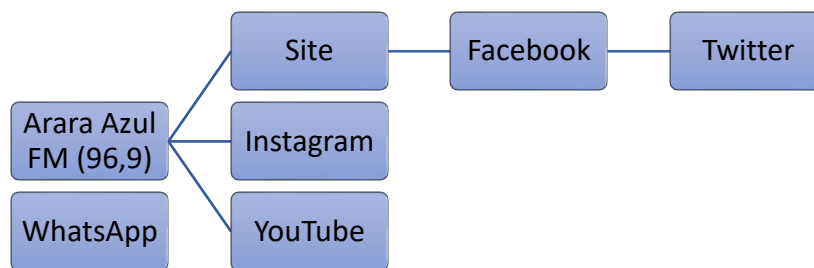 Site
Facebook
Twitter
Arara Azul
FM (96,9)
Instagram
WhatsApp
YouTube